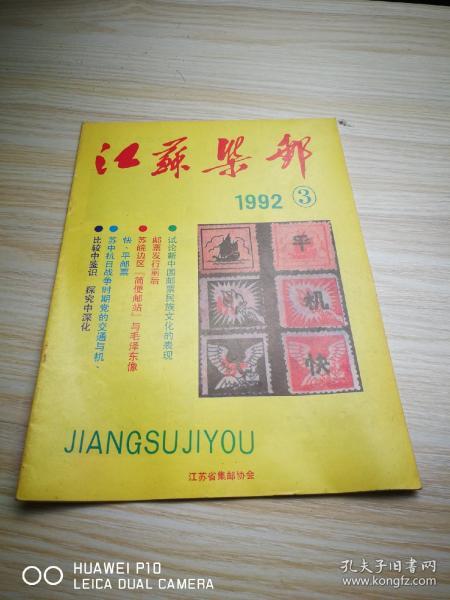 江苏集邮
1992 ③
试论新中国邮票民族文化的表现
邮票发行前后
苏皖边区“简便邮站”与毛泽东像
快、平邮票
苏中抗日战争时期党的交通与机、
比较中鉴识 探究中深化
平
机
快
JIANGSUJIYOU
江苏省集邮协会
HUAWEI P10
LEICA DUAL CAMERA
孔夫子旧书网
www.kongfz.com